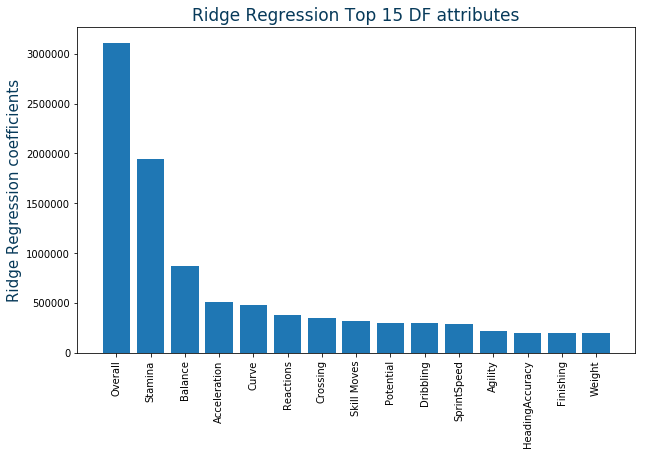 Ridge Regression Top 15 DF attributes
Ridge Regression coefficients
3000000
2500000
2000000
1500000
1000000
500000
0
Overall
Stamina
Balance
Acceleration
Curve
Reactions
Crossing
Skill Moves
Potential
Dribbling
SprintSpeed
Agility
HeadingAccuracy
Finishing
Weight